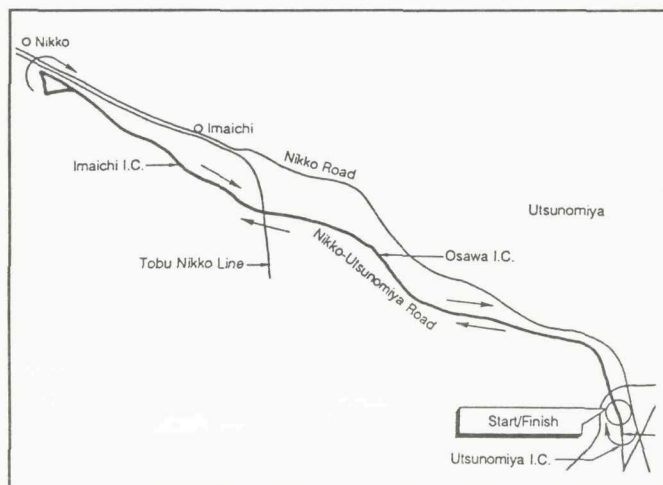 Nikko
Imaichi
Imaichi I.C.
Nikko Road
Utsunomiya
Tobu Nikko Line
Nikko-Utsunomiya Road
Osawa I.C.
Start/Finish
Utsunomiya I.C.